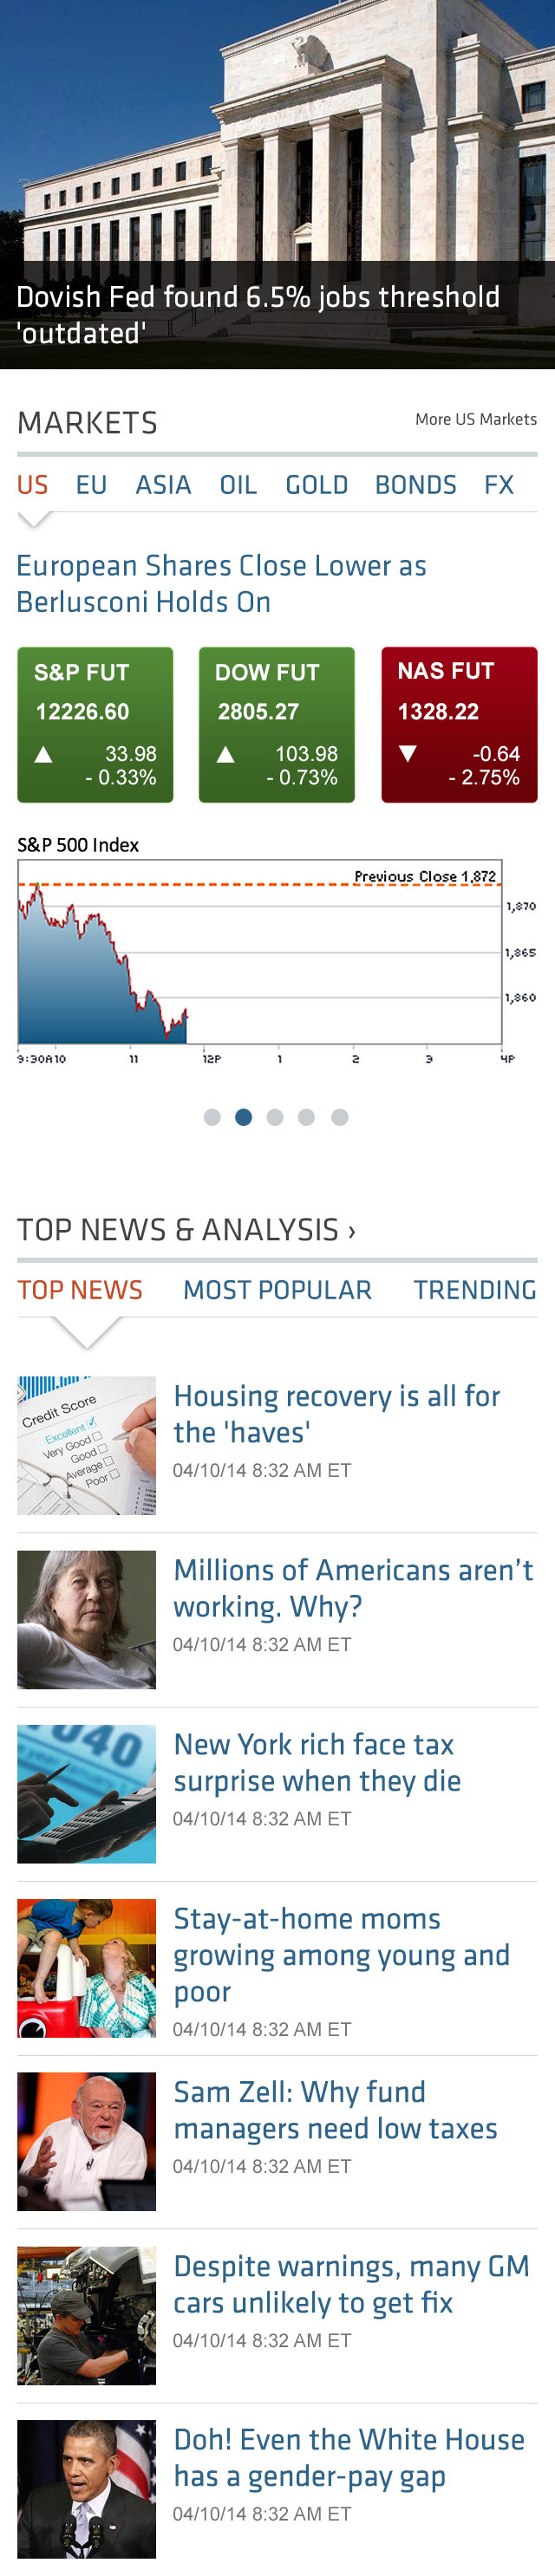 Dovish Fed found 6.5% jobs threshold
'outdated'
MARKETS
More US Markets
US EU ASIA OIL GOLD BONDS FX
European Shares Close Lower as
Berlusconi Holds On
S&P FUT
12226.60
▲ 33.98
- 0.33%
DOW FUT
2805.27
▲ 103.98
- 0.73%
NAS FUT
1328.22
▼ -0.64
- 2.75%
S&P 500 Index
Previous Close 1,872
1,870
1,865
1,860
9:30A 10 11 12P 1 2 3 4P
TOP NEWS & ANALYSIS ›
TOP NEWS MOST POPULAR TRENDING
Credit Score
Excellent
Very Good
Good
Average
Poor
Housing recovery is all for
the 'haves'
04/10/14 8:32 AM ET
Millions of Americans aren’t
working. Why?
04/10/14 8:32 AM ET
1040
New York rich face tax
surprise when they die
04/10/14 8:32 AM ET
Stay-at-home moms
growing among young and
poor
04/10/14 8:32 AM ET
Sam Zell: Why fund
managers need low taxes
04/10/14 8:32 AM ET
Despite warnings, many GM
cars unlikely to get fix
04/10/14 8:32 AM ET
Doh! Even the White House
has a gender-pay gap
04/10/14 8:32 AM ET